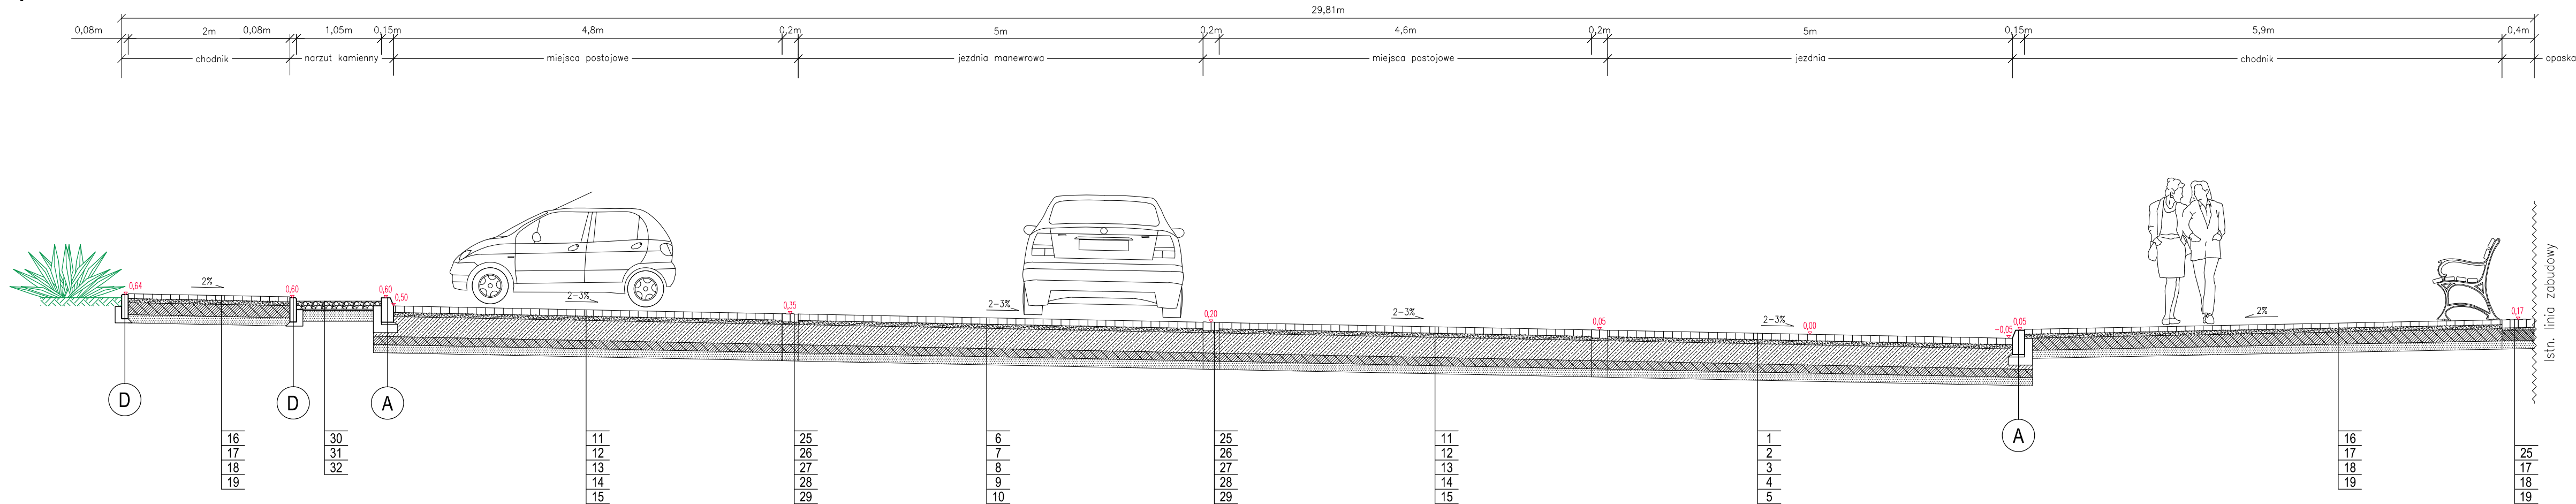 29,81m
0,08m 2m 0,08m 1,05m 0,15m 4,8m 0,2m 5m 0,2m 4,6m 0,2m 5m 0,15m 5,9m 0,4m
chodnik narzut kamienny miejsca postojowe jezdnia manewrowa miejsca postojowe jezdnia chodnik opaska
0,64 2% 0,60 0,60 0,50 2-3% 0,35 2-3% 0,20 2-3% 0,05 2-3% 0,00 -0,05 0,05 2% 0,17
Istn. linia zabudowy
D D A A
16 30 11 25 6 25 11 1 16
17 31 12 26 7 26 12 2 17 25
18 32 13 27 8 27 13 3 18 17
19 14 28 9 28 14 4 19 18
15 29 10 29 15 5 19